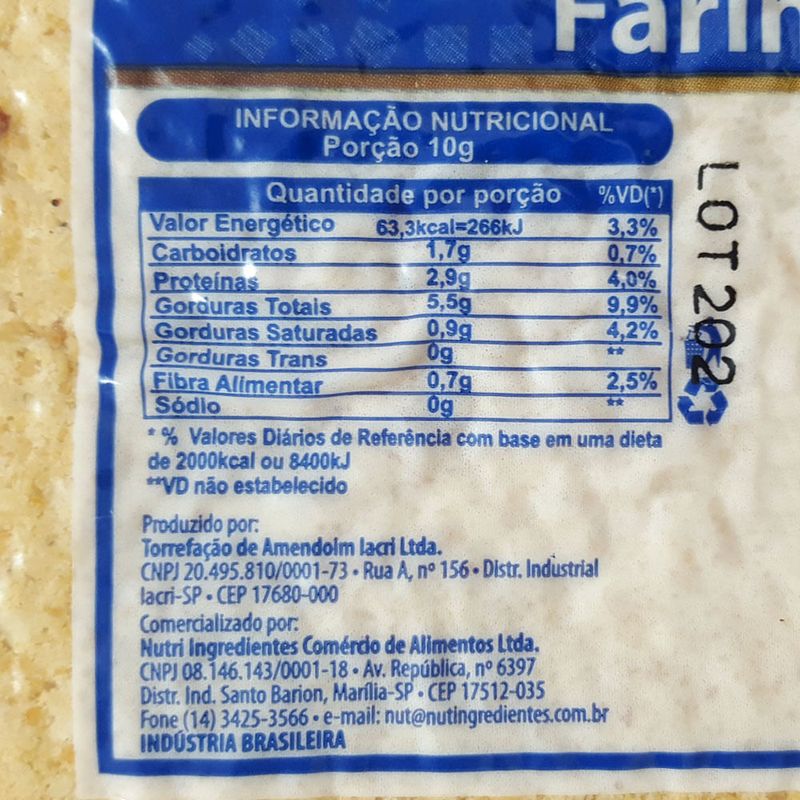 Farin
INFORMAÇÃO NUTRICIONAL
Porção 10g
Quantidade por porção %VD(*)
Valor Energético 63,3kcal=266kJ 3,3%
Carboidratos 1,7g 0,7%
Proteínas 2,9g 4,0%
Gorduras Totais 5,5g 9,9%
Gorduras Saturadas 0,9g 4,2%
Gorduras Trans 0g **
Fibra Alimentar 0,7g 2,5%
Sódio 0g **
* % Valores Diários de Referência com base em uma dieta
de 2000kcal ou 8400kJ
**VD não estabelecido
Produzido por:
Torrefação de Amendoim Iacri Ltda.
CNPJ 20.495.810/0001-73 • Rua A, nº 156 • Distr. Industrial
Iacri-SP • CEP 17680-000
Comercializado por:
Nutri Ingredientes Comércio de Alimentos Ltda.
CNPJ 08.146.143/0001-18 • Av. República, nº 6397
Distr. Ind. Santo Barion, Marília-SP • CEP 17512-035
Fone (14) 3425-3566 • e-mail: nut@nutingredientes.com.br
INDÚSTRIA BRASILEIRA
LOT 202